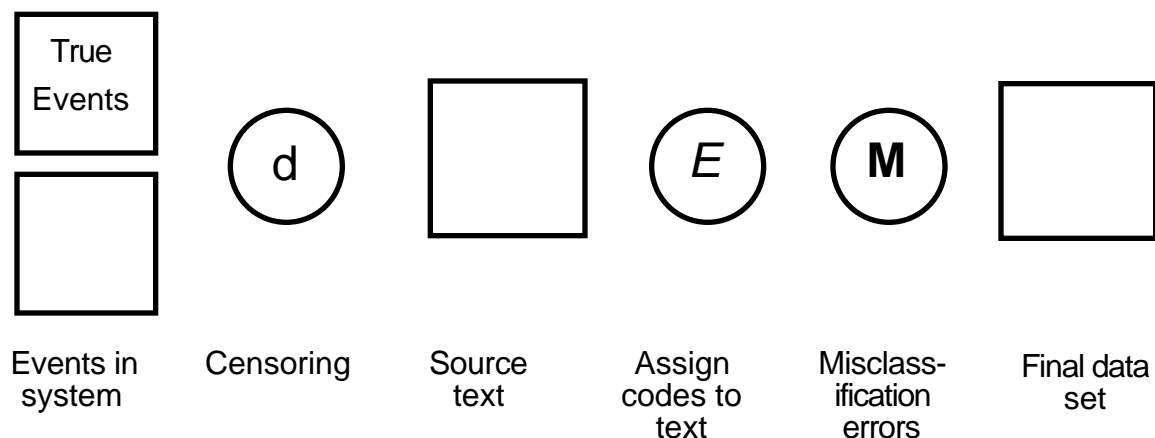 True
Events
d
E
M
Events in
system
Censoring
Source
text
Assign
codes to
text
Misclass-
ification
errors
Final data
set